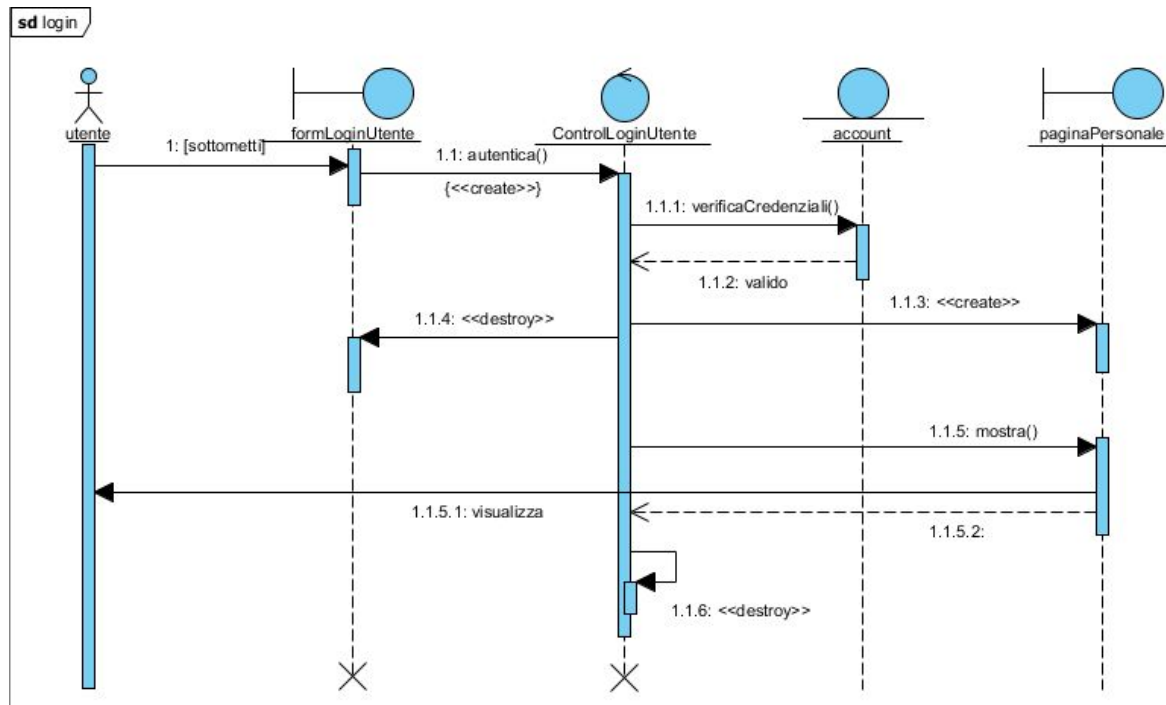 sd login
utente
formLoginUtente
ControlLoginUtente
account
paginaPersonale
1: [sottometti]
1.1: autentica()
{<<create>>}
1.1.1: verificaCredenziali()
1.1.2: valido
1.1.3: <<create>>
1.1.4: <<destroy>>
1.1.5: mostra()
1.1.5.1: visualizza
1.1.5.2:
1.1.6: <<destroy>>